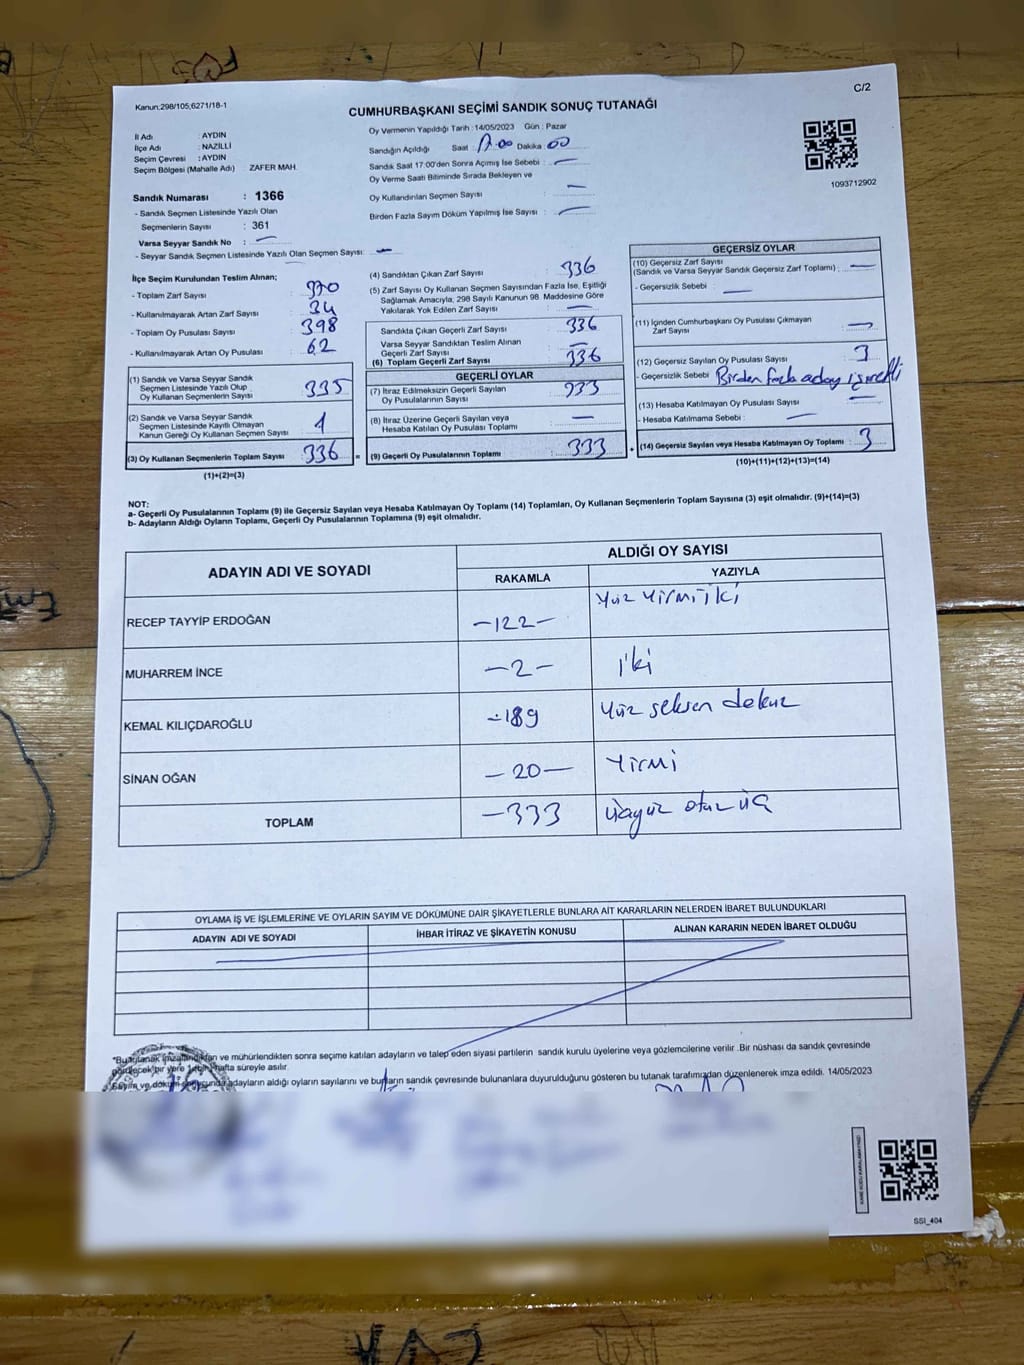 C/2
Kanun:298/105,6271/18-1
CUMHURBAŞKANI SEÇİMİ SANDIK SONUÇ TUTANAĞI
İl Adı : AYDIN
İlçe Adı : NAZİLLİ
Seçim Çevresi : AYDIN
Seçim Bölgesi (Mahalle Adı) ZAFER MAH.
Sandık Numarası : 1366
- Sandık Seçmen Listesinde Yazılı Olan
Seçmenlerin Sayısı : 361
Varsa Seyyar Sandık No : —
- Seyyar Sandık Seçmen Listesinde Yazılı Olan Seçmen Sayısı: —
Oy Vermenin Yapıldığı Tarih : 14/05/2023 Gün : Pazar
Sandığın Açıldığı Saat : Dakika : 00
Sandık Saat 17:00'den Sonra Açımış İse Sebebi : —
Oy Verme Saati Bitiminde Sırada Bekleyen ve
Oy Kullandırılan Seçmen Sayısı : —
Birden Fazla Sayım Döküm Yapılmış İse Sayısı : —
1093712902
İlçe Seçim Kurulundan Teslim Alınan;
- Toplam Zarf Sayısı : 370
- Kullanılmayarak Artan Zarf Sayısı : 34
- Toplam Oy Pusulası Sayısı : 398
- Kullanılmayarak Artan Oy Pusulası : 62
(1) Sandık ve Varsa Seyyar Sandık
Seçmen Listesinde Yazılı Olup
Oy Kullanan Seçmenlerin Sayısı : 335
(2) Sandık ve Varsa Seyyar Sandık
Seçmen Listesinde Kayıtlı Olmayan
Kanun Gereği Oy Kullanan Seçmen Sayısı : 1
(3) Oy Kullanan Seçmenlerin Toplam Sayısı : 336
(1)+(2)=(3)
=
(4) Sandıktan Çıkan Zarf Sayısı : 336
(5) Zarf Sayısı Oy Kullanan Seçmen Sayısından Fazla İse, Eşitliği
Sağlamak Amacıyla, 298 Sayılı Kanunun 98. Maddesine Göre
Yakılarak Yok Edilen Zarf Sayısı : —
Sandıkta Çıkan Geçerli Zarf Sayısı : 336
Varsa Seyyar Sandıktan Teslim Alınan
Geçerli Zarf Sayısı : —
(6) Toplam Geçerli Zarf Sayısı : 336
GEÇERLİ OYLAR
(7) İtiraz Edilmeksizin Geçerli Sayılan
Oy Pusulalarının Sayısı : 333
(8) İtiraz Üzerine Geçerli Sayılan veya
Hesaba Katılan Oy Pusulası Toplamı : —
(9) Geçerli Oy Pusulalarının Toplamı : 333
+
GEÇERSİZ OYLAR
(10) Geçersiz Zarf Sayısı
(Sandık ve Varsa Seyyar Sandık Geçersiz Zarf Toplamı) : —
- Geçersizlik Sebebi : —
(11) İçinden Cumhurbaşkanı Oy Pusulası Çıkmayan
Zarf Sayısı : —
(12) Geçersiz Sayılan Oy Pusulası Sayısı : 3
- Geçersizlik Sebebi : Birden fazla aday işaretli
(13) Hesaba Katılmayan Oy Pusulası Sayısı : —
- Hesaba Katılmama Sebebi : —
(14) Geçersiz Sayılan veya Hesaba Katılmayan Oy Toplamı : 3
(10)+(11)+(12)+(13)=(14)
NOT:
a- Geçerli Oy Pusulalarının Toplamı (9) ile Geçersiz Sayılan veya Hesaba Katılmayan Oy Toplamı (14) Toplamları, Oy Kullanan Seçmenlerin Toplam Sayısına (3) eşit olmalıdır. (9)+(14)=(3)
b- Adayların Aldığı Oyların Toplamı, Geçerli Oy Pusulalarının Toplamına (9) eşit olmalıdır.
ADAYIN ADI VE SOYADI
ALDIĞI OY SAYISI
RAKAMLA YAZIYLA
RECEP TAYYİP ERDOĞAN -122- Yüz Yirmi iki
MUHARREM İNCE -2- iki
KEMAL KILIÇDAROĞLU -189 Yüz seksen dokuz
SİNAN OĞAN -20- Yirmi
TOPLAM -333 üçyüz otuz üç
OYLAMA İŞ VE İŞLEMLERİNE VE OYLARIN SAYIM VE DÖKÜMÜNE DAİR ŞİKAYETLERLE BUNLARA AİT KARARLARIN NELERDEN İBARET BULUNDUKLARI
ADAYIN ADI VE SOYADI İHBAR İTİRAZ VE ŞİKAYETİN KONUSU ALINAN KARARIN NEDEN İBARET OLDUĞU
ve mühürlendikten sonra seçime katılan adayların ve talep eden siyasi partilerin sandık kurulu üyelerine veya gözlemcilerine verilir .Bir nüshası da sandık çevresinde
bir yere hafta süreyle asılır.
Sayım ve döküm adayların aldığı oyların sayılarını ve bunların sandık çevresinde bulunanlara duyurulduğunu gösteren bu tutanak tarafımızdan düzenlenerek imza edildi. 14/05/2023
SSI_404